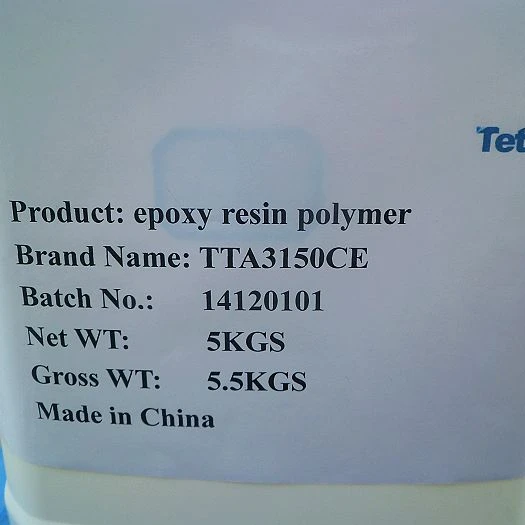 Tet
Product: epoxy resin polymer
Brand Name: TTA3150CE
Batch No.: 14120101
Net WT: 5KGS
Gross WT: 5.5KGS
Made in China